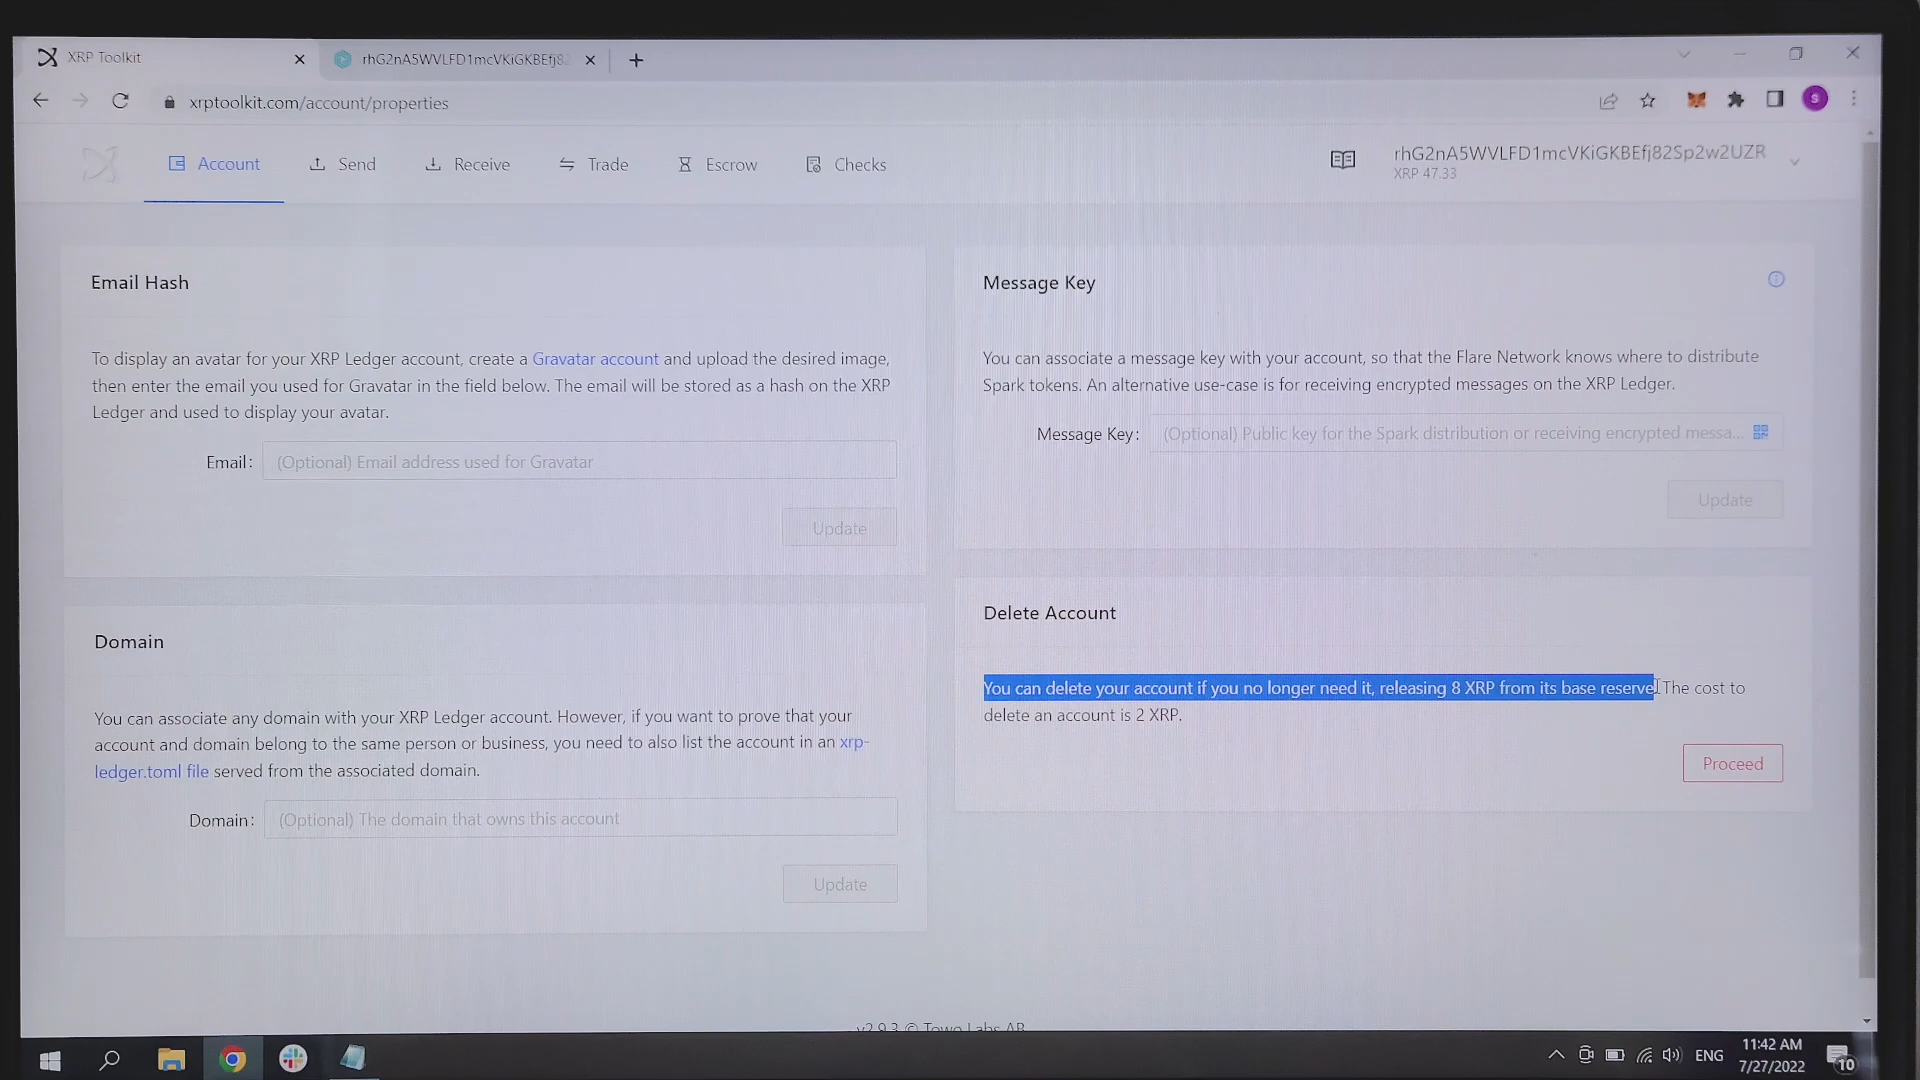 XRP Toolkit
rhG2nA5WVLFD1mcVKiGKBEfj82
xrptoolkit.com/account/properties
S
Account
Send
Receive
Trade
Escrow
Checks
rhG2nA5WVLFD1mcVKiGKBEfj82Sp2w2UZR
XRP 47.33
Email Hash
To display an avatar for your XRP Ledger account, create a Gravatar account and upload the desired image,
then enter the email you used for Gravatar in the field below. The email will be stored as a hash on the XRP
Ledger and used to display your avatar.
Email:
(Optional) Email address used for Gravatar
Update
Message Key
You can associate a message key with your account, so that the Flare Network knows where to distribute
Spark tokens. An alternative use-case is for receiving encrypted messages on the XRP Ledger.
Message Key:
(Optional) Public key for the Spark distribution or receiving encrypted messa...
Update
Domain
You can associate any domain with your XRP Ledger account. However, if you want to prove that your
account and domain belong to the same person or business, you need to also list the account in an xrp-
ledger.toml file served from the associated domain.
Domain:
(Optional) The domain that owns this account
Update
Delete Account
You can delete your account if you no longer need it, releasing 8 XRP from its base reserve. The cost to
delete an account is 2 XRP.
Proceed
v2.9.3 © Towo Labs AB
ENG
11:42 AM
7/27/2022
10